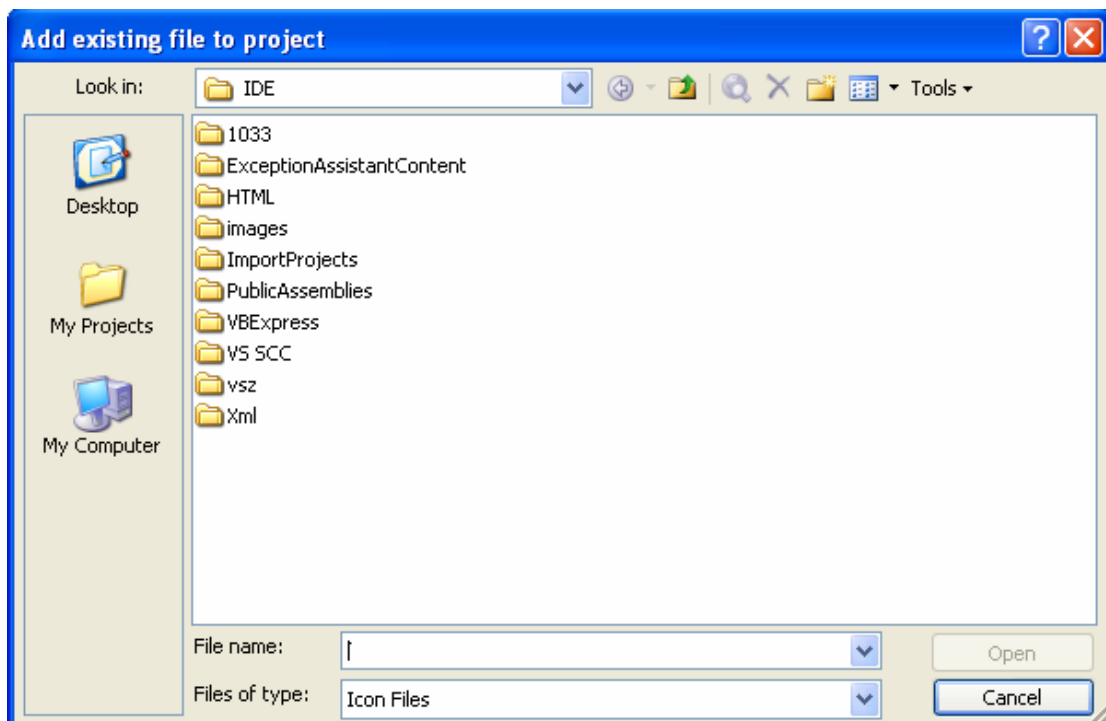 Add existing file to project
Look in: IDE Tools
Desktop
My Projects
My Computer
1033
ExceptionAssistantContent
HTML
images
ImportProjects
PublicAssemblies
VBExpress
VS SCC
vsz
Xml
File name: Open
Files of type: Icon Files Cancel